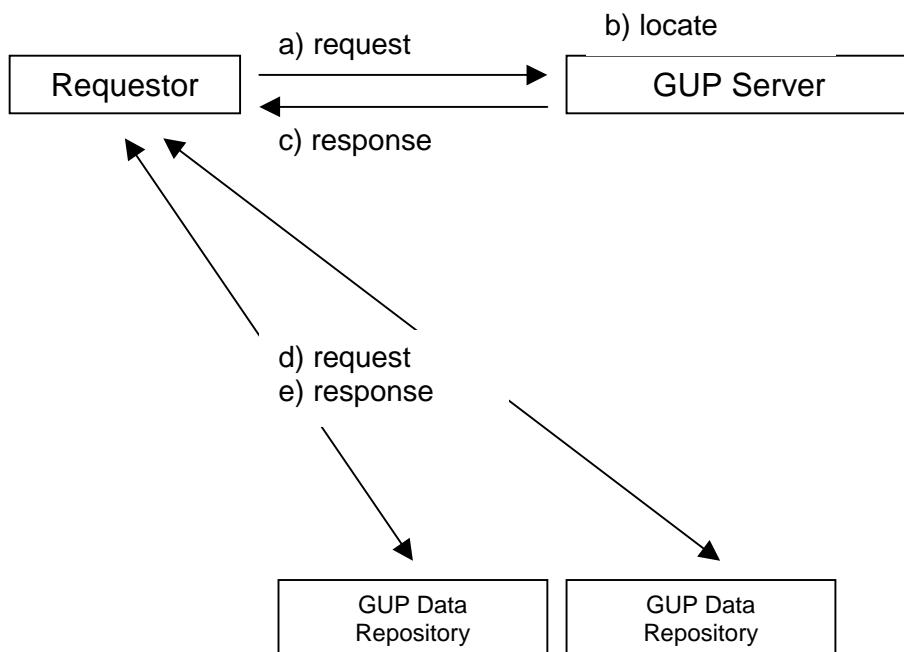 a) request
b) locate
Requestor
GUP Server
c) response
d) request
e) response
GUP Data
Repository
GUP Data
Repository